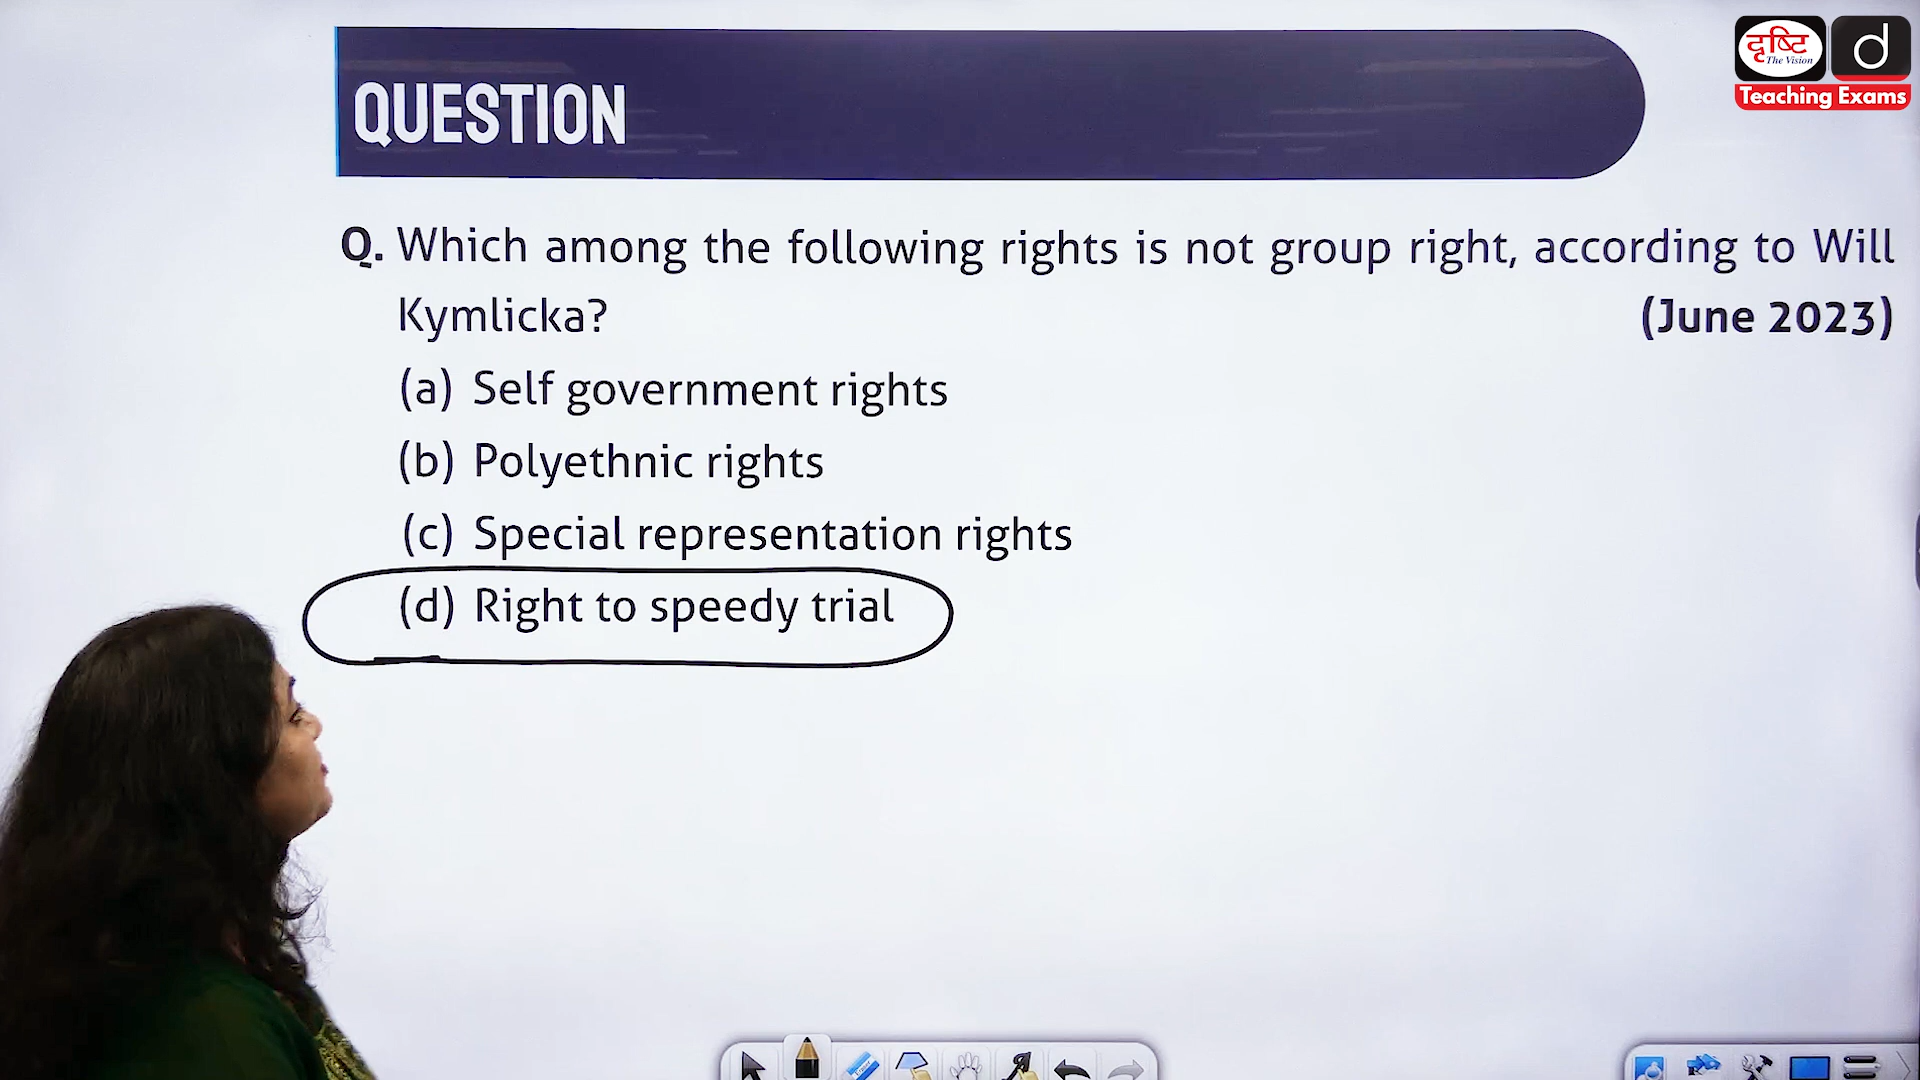 दृष्टि
The Vision
d
Teaching Exams
QUESTION
Q. Which among the following rights is not group right, according to Will
Kymlicka? (June 2023)
(a) Self government rights
(b) Polyethnic rights
(c) Special representation rights
(d) Right to speedy trial